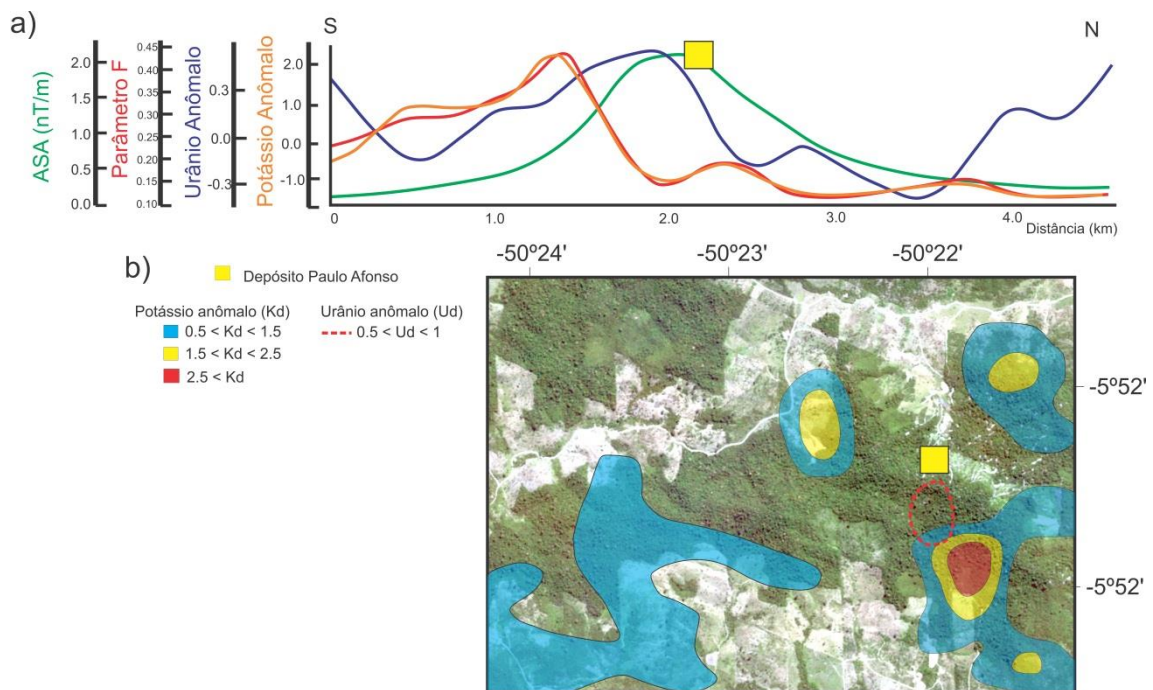 a)
S
N
ASA (nT/m)
2.0
1.5
1.0
0.5
0.0
Parâmetro F
0.45
0.40
0.35
0.30
0.25
0.20
0.15
0.10
Urânio Anômalo
0.3
0.0
-0.3
Potássio Anômalo
2.0
1.0
0.0
-1.0
0.0
1.0
2.0
3.0
4.0
Distância (km)
b)
Depósito Paulo Afonso
Potássio anômalo (Kd)
0.5 < Kd < 1.5
1.5 < Kd < 2.5
2.5 < Kd
Urânio anômalo (Ud)
0.5 < Ud < 1
-50º24'
-50º23'
-50º22'
-5º52'
-5º52'